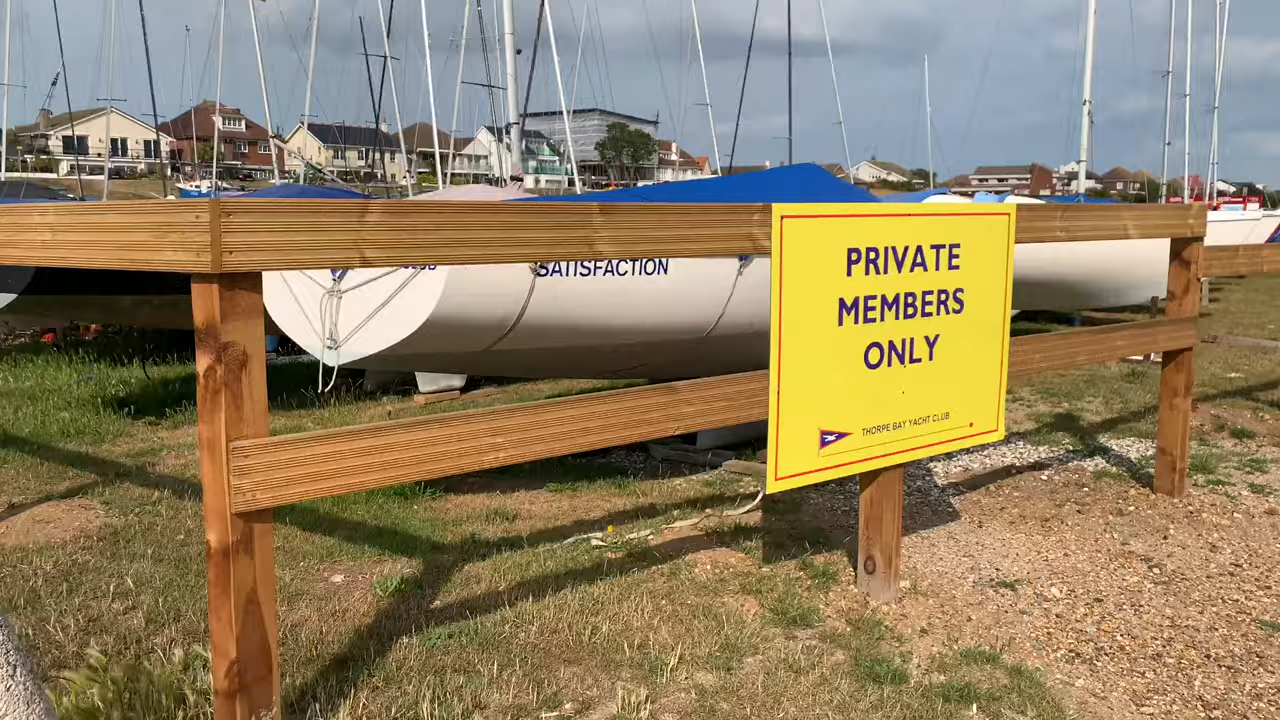 SATISFACTION
PRIVATE
MEMBERS
ONLY
THORPE BAY YACHT CLUB